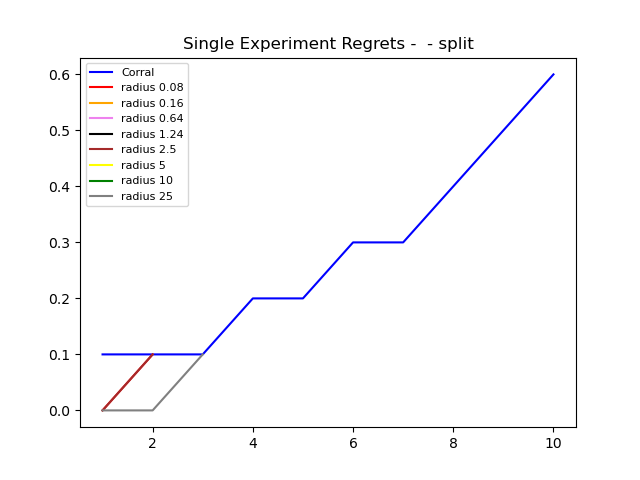 Single Experiment Regrets -  - split
Corral
radius 0.08
radius 0.16
radius 0.64
radius 1.24
radius 2.5
radius 5
radius 10
radius 25
0.6
0.5
0.4
0.3
0.2
0.1
0.0
2 4 6 8 10